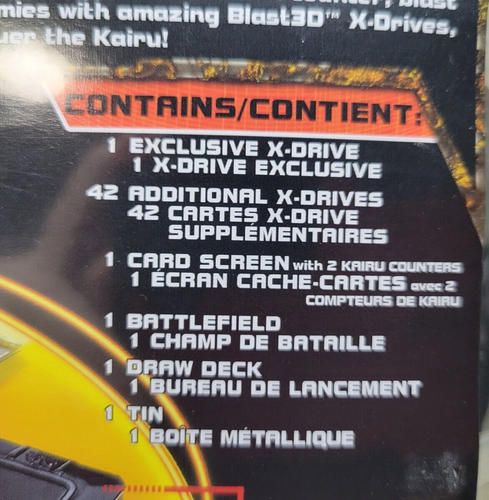 mies with amazing Blast3D™ X-Drives,
the Kairu!
CONTAINS/CONTIENT:
1 EXCLUSIVE X-DRIVE
1 X-DRIVE EXCLUSIVE
42 ADDITIONAL X-DRIVES
42 CARTES X-DRIVE
SUPPLÉMENTAIRES
1 CARD SCREEN with 2 KAIRU COUNTERS
1 ÉCRAN CACHE-CARTES avec 2
COMPTEURS DE KAIRU
1 BATTLEFIELD
1 CHAMP DE BATAILLE
1 DRAW DECK
1 BUREAU DE LANCEMENT
1 TIN
1 BOÎTE MÉTALLIQUE